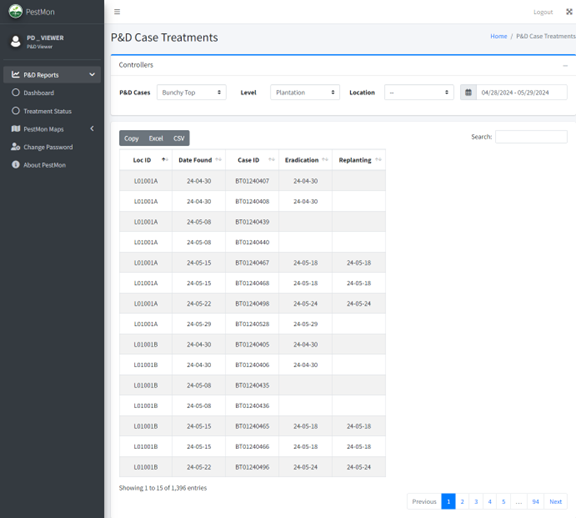 PestMon
Logout
PD _ VIEWER
P&D Viewer
P&D Reports
Dashboard
Treatment Status
PestMon Maps
Change Password
About PestMon
P&D Case Treatments
Home / P&D Case Treatments
Controllers
P&D Cases Bunchy Top Level Plantation Location -- 04/28/2024 - 05/29/2024
Copy Excel CSV Search:
Loc ID Date Found Case ID Eradication Replanting
L01001A 24-04-30 BT01240407 24-04-30
L01001A 24-04-30 BT01240408 24-04-30
L01001A 24-05-08 BT01240439
L01001A 24-05-08 BT01240440
L01001A 24-05-15 BT01240467 24-05-18 24-05-18
L01001A 24-05-15 BT01240468 24-05-18 24-05-18
L01001A 24-05-22 BT01240498 24-05-24 24-05-24
L01001A 24-05-29 BT01240528 24-05-29
L01001B 24-04-30 BT01240405 24-04-30
L01001B 24-04-30 BT01240406 24-04-30
L01001B 24-05-08 BT01240435
L01001B 24-05-08 BT01240436
L01001B 24-05-15 BT01240465 24-05-18 24-05-18
L01001B 24-05-15 BT01240466 24-05-18 24-05-18
L01001B 24-05-22 BT01240496 24-05-24 24-05-24
Showing 1 to 15 of 1,396 entries
Previous 1 2 3 4 5 ... 94 Next